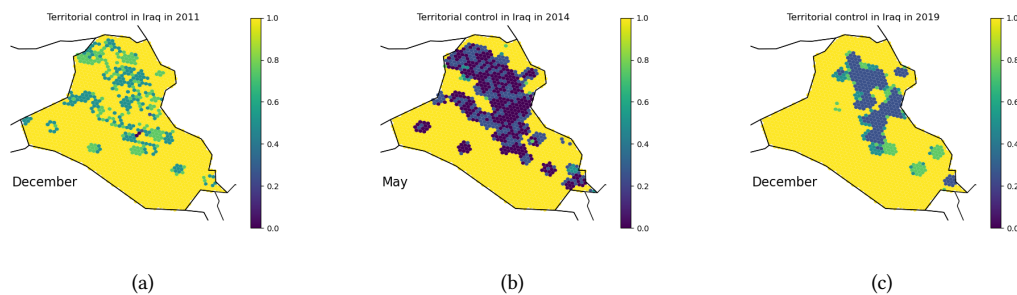 Territorial control in Iraq in 2011
1.0
0.8
0.6
0.4
0.2
0.0
December
(a)
Territorial control in Iraq in 2014
1.0
0.8
0.6
0.4
0.2
0.0
May
(b)
Territorial control in Iraq in 2019
1.0
0.8
0.6
0.4
0.2
0.0
December
(c)